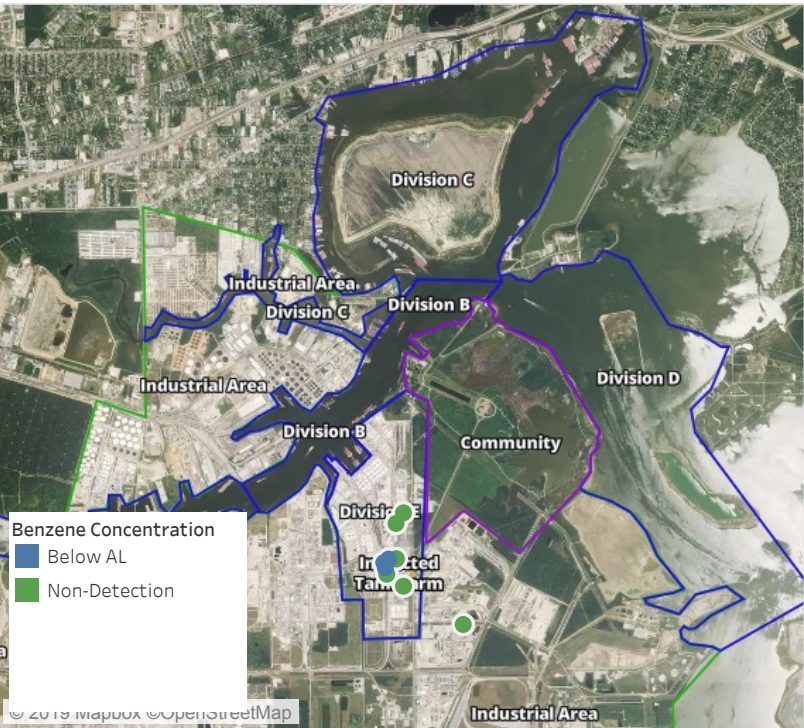 Division C
Industrial Area
Division C
Division B
Division D
Industrial Area
Division B
Community
Benzene Concentration
Below AL
Non-Detection
Industrial Area
© 2019 Mapbox ©OpenStreetMap